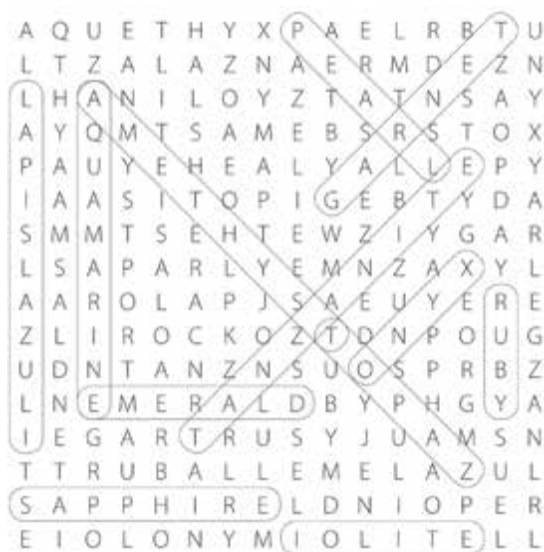 A Q U E T H Y X P A E L R B T U
L T Z A L A Z N A E R M D E Z N
L H A N I L O Y Z T A T N S A Y
A Y Q M T S A M E B S R S T O X
P A U Y E H E A L Y A L L E P Y
I A A S I T O P I G E B T Y D A
S M M T S E H T E W Z I Y G A R
L S A P A R L Y E M N Z A X Y L
A A R O L A P J S A E U Y E R E
Z L I R O C K O Z T D N P O U G
U D N T A N Z N S U O S P R B Z
L N E M E R A L D B Y P H G Y A
I E G A R T R U S Y J U A M S N
T T R U B A L L E M E L A Z U L
S A P P H I R E L D N I O P E R
E I O L O N Y M I O L I T E L L